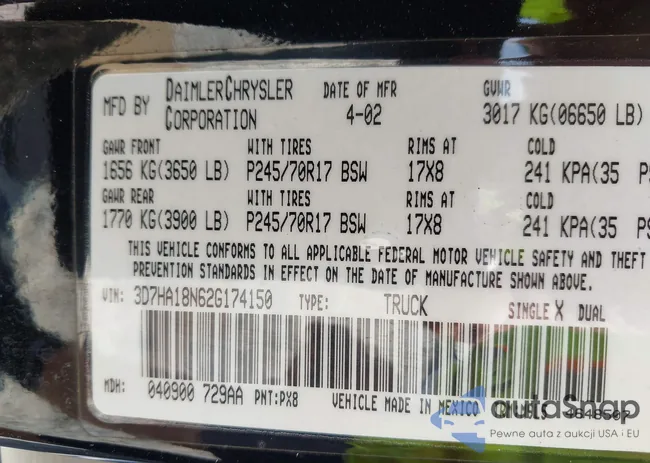 MFD BY DAIMLERCHRYSLER CORPORATION DATE OF MFR 4-02 GVWR 3017 KG(06650 LB)
GAWR FRONT WITH TIRES RIMS AT COLD
1656 KG(3650 LB) P245/70R17 BSW 17X8 241 KPA(35 PS
GAWR REAR WITH TIRES RIMS AT COLD
1770 KG(3900 LB) P245/70R17 BSW 17X8 241 KPA(35 PS
THIS VEHICLE CONFORMS TO ALL APPLICABLE FEDERAL MOTOR VEHICLE SAFETY AND THEFT
PREVENTION STANDARDS IN EFFECT ON THE DATE OF MANUFACTURE SHOWN ABOVE.
VIN: 3D7HA18N62G174150 TYPE: TRUCK SINGLE X DUAL
MDH: 040900 729AA PNT:PX8 VEHICLE MADE IN MEXICO
autoSnap
Pewne auta z aukcji USA i EU